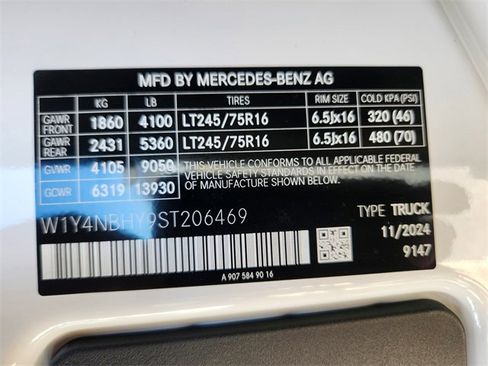 MFD BY MERCEDES-BENZ AG
KG LB TIRES RIM SIZE COLD KPA (PSI)
GAWR FRONT 1860 4100 LT245/75R16 6.5Jx16 320 (46)
GAWR REAR 2431 5360 LT245/75R16 6.5Jx16 480 (70)
GVWR 4105 9050 THIS VEHICLE CONFORMS TO ALL APPLICABLE
GCWR 6319 13930 FEDERAL MOTOR VEHICLE SAFETY STANDARDS
IN EFFECT ON THE DATE OF MANUFACTURE SHOWN
W1Y4NBHY9ST206469 TYPE TRUCK
11/2024
9147
A 907 584 90 16